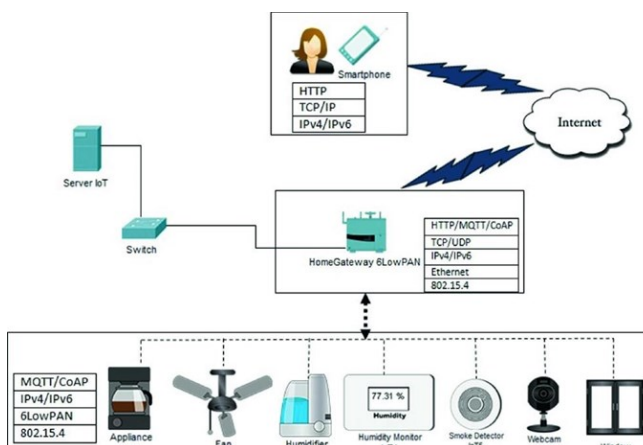 Smartphone
HTTP
TCP/IP
IPv4/IPv6
Internet
Server IoT
Switch
HomeGateway 6LowPAN
HTTP/MQTT/CoAP
TCP/UDP
IPv4/IPv6
Ethernet
802.15.4
MQTT/CoAP
IPv4/IPv6
6LowPAN
802.15.4
Appliance
Fan
Humidifier
77.31 %
Humidity
Humidity Monitor
Smoke Detector
Webcam